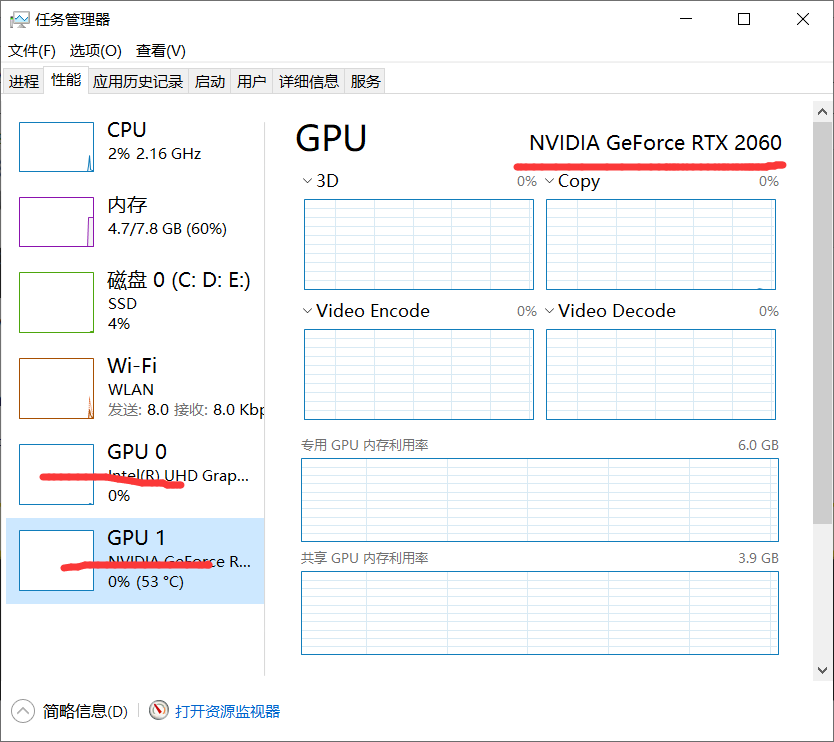 任务管理器
文件(F) 选项(O) 查看(V)
进程 性能 应用历史记录 启动 用户 详细信息 服务
CPU
2% 2.16 GHz
内存
4.7/7.8 GB (60%)
磁盘 0 (C: D: E:)
SSD
4%
Wi-Fi
WLAN
发送: 8.0 接收: 8.0 Kbp
GPU 0
Intel(R) UHD Grap...
0%
GPU 1
NVIDIA GeForce R...
0% (53 °C)
GPU NVIDIA GeForce RTX 2060
3D 0% Copy 0%
Video Encode 0% Video Decode 0%
专用 GPU 内存利用率 6.0 GB
共享 GPU 内存利用率 3.9 GB
简略信息(D) 打开资源监视器